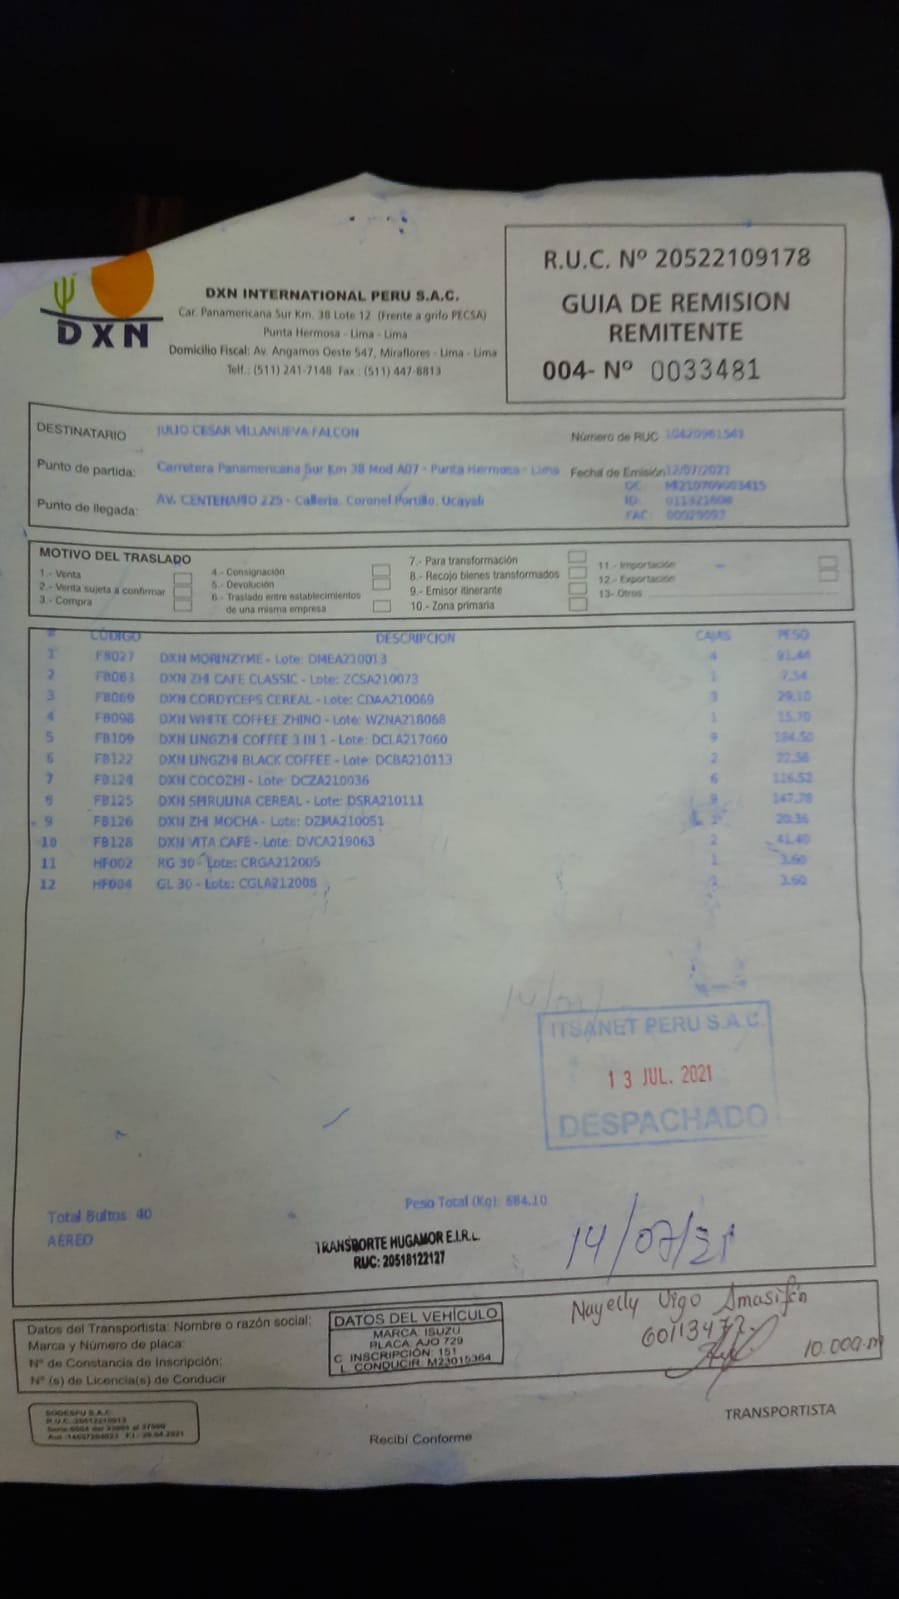 DXN
DXN INTERNATIONAL PERU S.A.C.
Car. Panamericana Sur Km. 38 Lote 12 (Frente a grifo PECSA)
Punta Hermosa - Lima - Lima
Domicilio Fiscal: Av. Angamos Oeste 547, Miraflores - Lima - Lima
Telf.: (511) 241-7148 Fax : (511) 447-8813
R.U.C. Nº 20522109178
GUIA DE REMISION
REMITENTE
004- Nº 0033481
DESTINATARIO JULIO CESAR VILLANUEVA FALCON Número de RUC
Punto de partida: Carretera Panamericana Sur Km 38 Mod A07 - Punta Hermosa - Lima Fecha de Emisión 12/07/2021
OC: MI210709003415
Punto de llegada: AV. CENTENARIO 225 - Calleria. Coronel Portillo. Ucayali
ID: 011321808
FAC:
MOTIVO DEL TRASLADO
1.- Venta
2.- Venta sujeta a confirmar
3.- Compra
4.- Consignación
5.- Devolución
6.- Traslado entre establecimientos
de una misma empresa
7.- Para transformación
8.- Recojo bienes transformados
9.- Emisor itinerante
10.- Zona primaria
11.- Importación
12.- Exportación
13- Otros
# CÓDIGO DESCRIPCION CAJAS PESO
1 FB027 DXN MORINZYME - Lote: DMEA210013 4 91.44
2 FB063 DXN ZHI CAFE CLASSIC - Lote: ZCSA210073 1 7.54
3 FB069 DXN CORDYCEPS CEREAL - Lote: CDAA210069 3 29.10
4 FB098 DXN WHITE COFFEE ZHINO - Lote: WZNA218068 1 15.70
5 FB109 DXN LINGZHI COFFEE 3 IN 1 - Lote: DCLA217060 9 184.50
6 FB122 DXN LINGZHI BLACK COFFEE - Lote: DCBA210113 2 22.56
7 FB124 DXN COCOZHI - Lote: DCZA210036 6 116.52
8 FB125 DXN SPIRULINA CEREAL - Lote: DSRA210111 9 147.78
9 FB126 DXN ZHI MOCHA - Lote: DZMA210051 1 20.36
10 FB128 DXN VITA CAFE - Lote: DVCA219063 2 41.40
11 HF002 RG 30 - Lote: CRGA212005 1 3.60
12 HF004 GL 30 - Lote: CGLA212008 1 3.60
ITSANET PERU S.A.C.
13 JUL. 2021
DESPACHADO
Total Bultos: 40
Peso Total (Kg): 684.10
AEREO
TRANSPORTE HUGAMOR E.I.R.L.
RUC: 20518122127
14/07/21
Datos del Transportista: Nombre o razón social:
Marca y Número de placa:
N° de Constancia de Inscripción:
N° (s) de Licencia(s) de Conducir
DATOS DEL VEHÍCULO
MARCA: ISUZU
PLACA: AJO 729
C INSCRIPCIÓN: 151
L. CONDUCIR: M23015364
Nayelly Vigo Amasifén
60113472
10.000.m
SODESPU S.A.C.
Recibí Conforme
TRANSPORTISTA